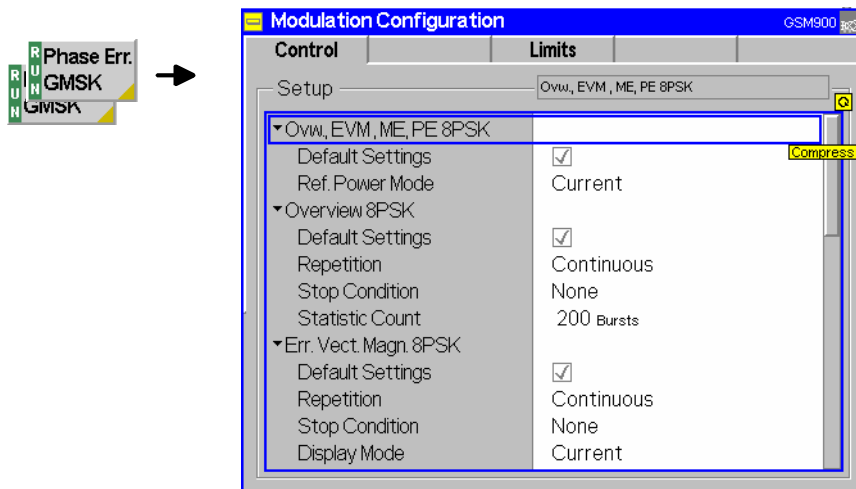 Modulation Configuration GSM900
RUN Phase Err. GMSK
RUN GMSK
Control Limits
Setup Ovw., EVM , ME, PE 8PSK
Ovw., EVM , ME, PE 8PSK
Compress
Default Settings
Ref. Power Mode Current
Overview 8PSK
Default Settings
Repetition Continuous
Stop Condition None
Statistic Count 200 Bursts
Err. Vect. Magn. 8PSK
Default Settings
Repetition Continuous
Stop Condition None
Display Mode Current